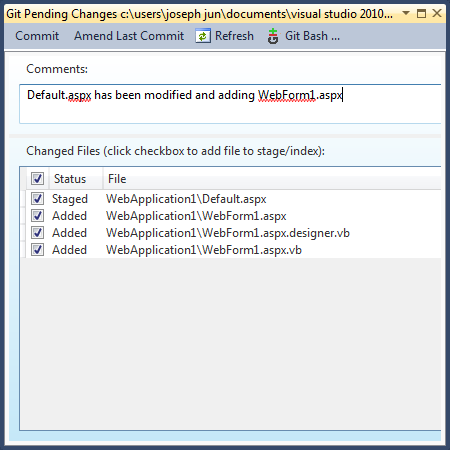 Git Pending Changes c:\users\joseph jun\documents\visual studio 2010...
Commit Amend Last Commit Refresh Git Bash ...
Comments:
Default.aspx has been modified and adding WebForm1.aspx
Changed Files (click checkbox to add file to stage/index):
Status File
Staged WebApplication1\Default.aspx
Added WebApplication1\WebForm1.aspx
Added WebApplication1\WebForm1.aspx.designer.vb
Added WebApplication1\WebForm1.aspx.vb